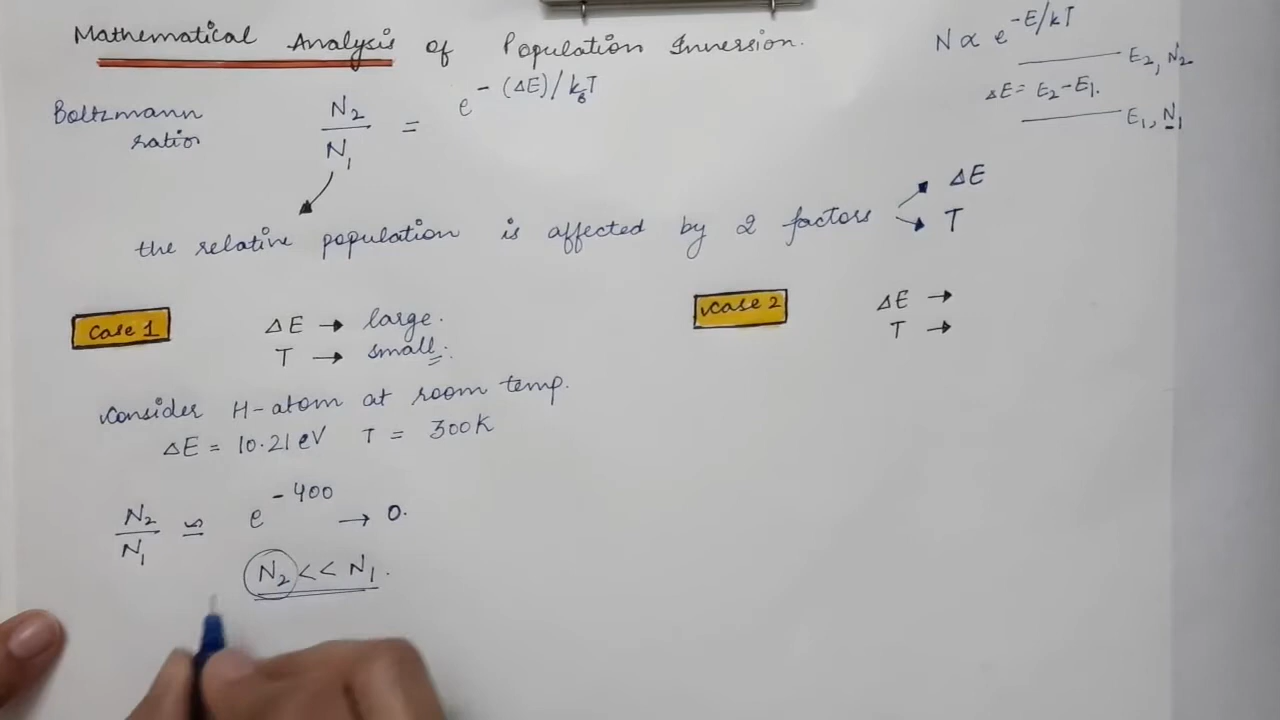 Mathematical Analysis of Population Inversion.
N ∝ e^-E/kT
E2, N2
ΔE = E2-E1.
E1, N1
Boltzmann ratio
N2/N1 = e^-(ΔE)/kBT
the relative population is affected by 2 factors
ΔE
T
Case 1
ΔE → large.
T → small.
Case 2
ΔE →
T →
Consider H-atom at room temp.
ΔE = 10.21 eV T = 300K
N2/N1 ≃ e^-400 → 0.
N2 << N1.